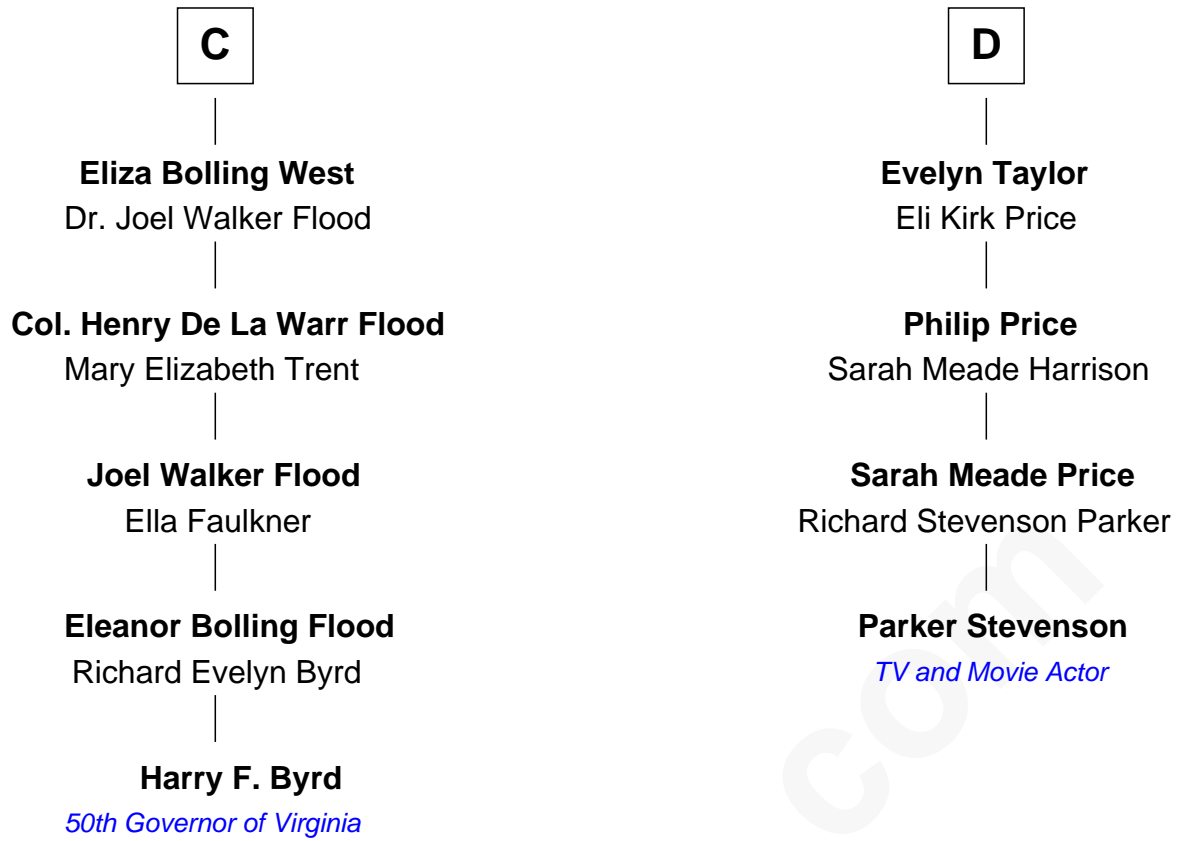 C
Eliza Bolling West
Dr. Joel Walker Flood
Col. Henry De La Warr Flood
Mary Elizabeth Trent
Joel Walker Flood
Ella Faulkner
Eleanor Bolling Flood
Richard Evelyn Byrd
Harry F. Byrd
50th Governor of Virginia
D
Evelyn Taylor
Eli Kirk Price
Philip Price
Sarah Meade Harrison
Sarah Meade Price
Richard Stevenson Parker
Parker Stevenson
TV and Movie Actor
com